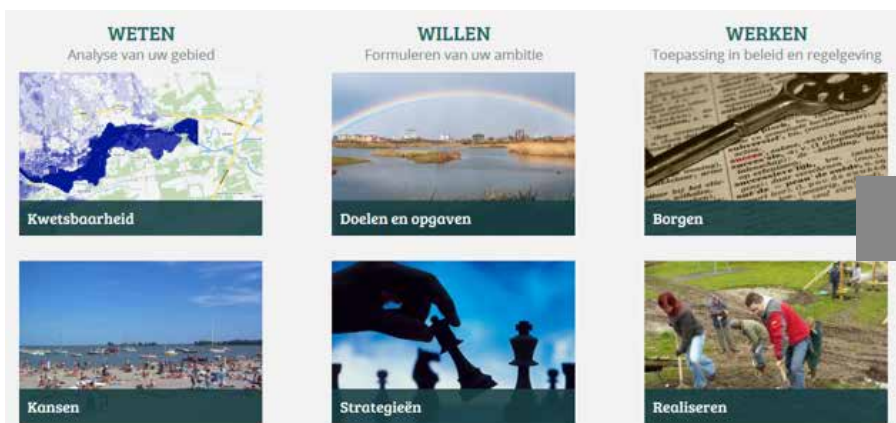 WETEN
Analyse van uw gebied
Kwetsbaarheid
Kansen
WILLEN
Formuleren van uw ambitie
Doelen en opgaven
Strategieën
WERKEN
Toepassing in beleid en regelgeving
Borgen
Realiseren